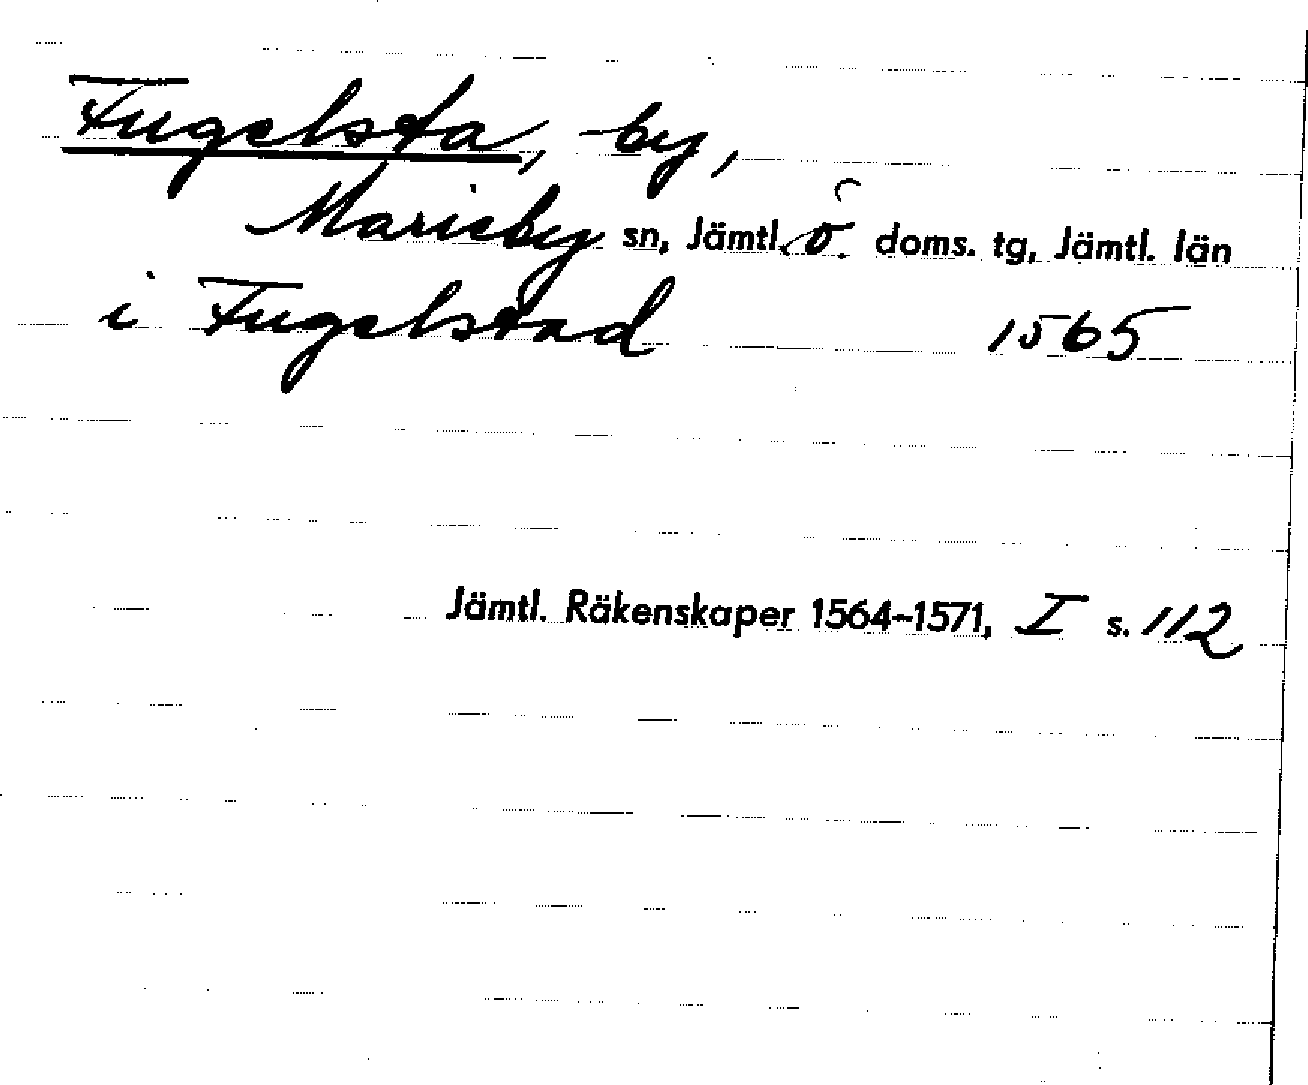 Fugelsta, by,
Marieby sn, Jämtl. ö. doms. tg, Jämtl. län
i Fugelstad 1565
Jämtl. Räkenskaper 1564-1571, I s. 112